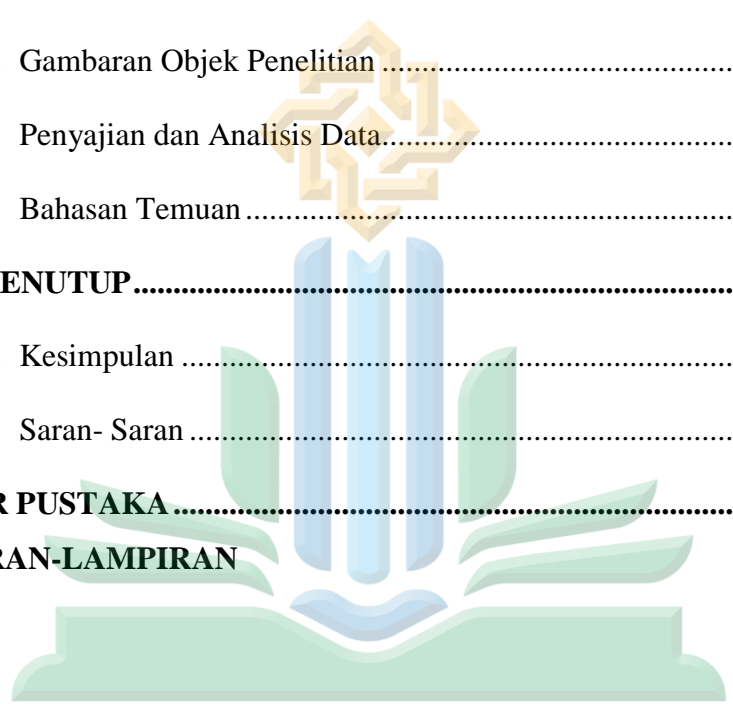 Gambaran Objek Penelitian ............................................
Penyajian dan Analisis Data...........................................
Bahasan Temuan .............................................................
ENUTUP..........................................................................
Kesimpulan ....................................................................
Saran- Saran ...................................................................
R PUSTAKA .....................................................................
RAN-LAMPIRAN